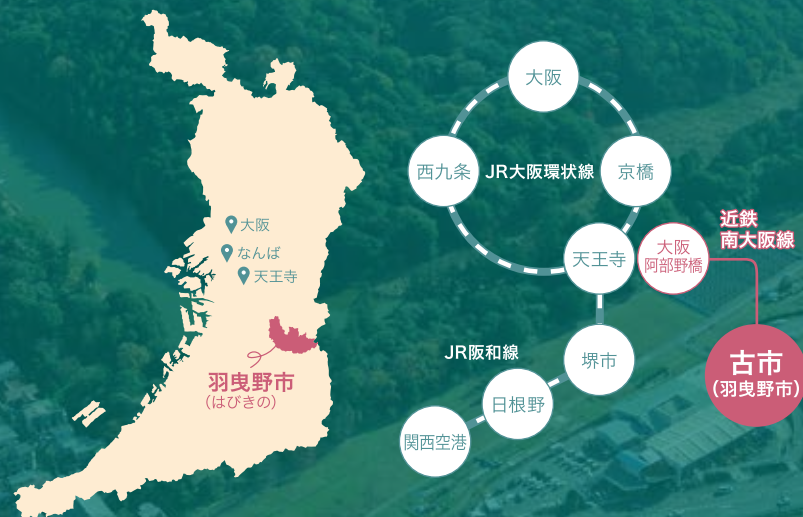 大阪
なんば
天王寺
羽曳野市
（はびきの）
大阪
西九条
JR大阪環状線
京橋
天王寺
大阪
阿部野橋
近鉄
南大阪線
JR阪和線
堺市
日根野
関西空港
古市
（羽曳野市）